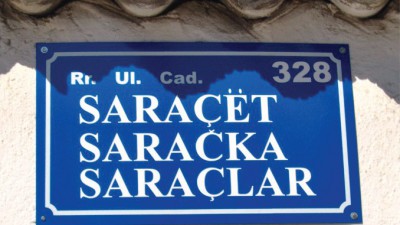 Rr. Ul. Cad. 328
SARAÇËT
SARAČKA
SARAÇLAR